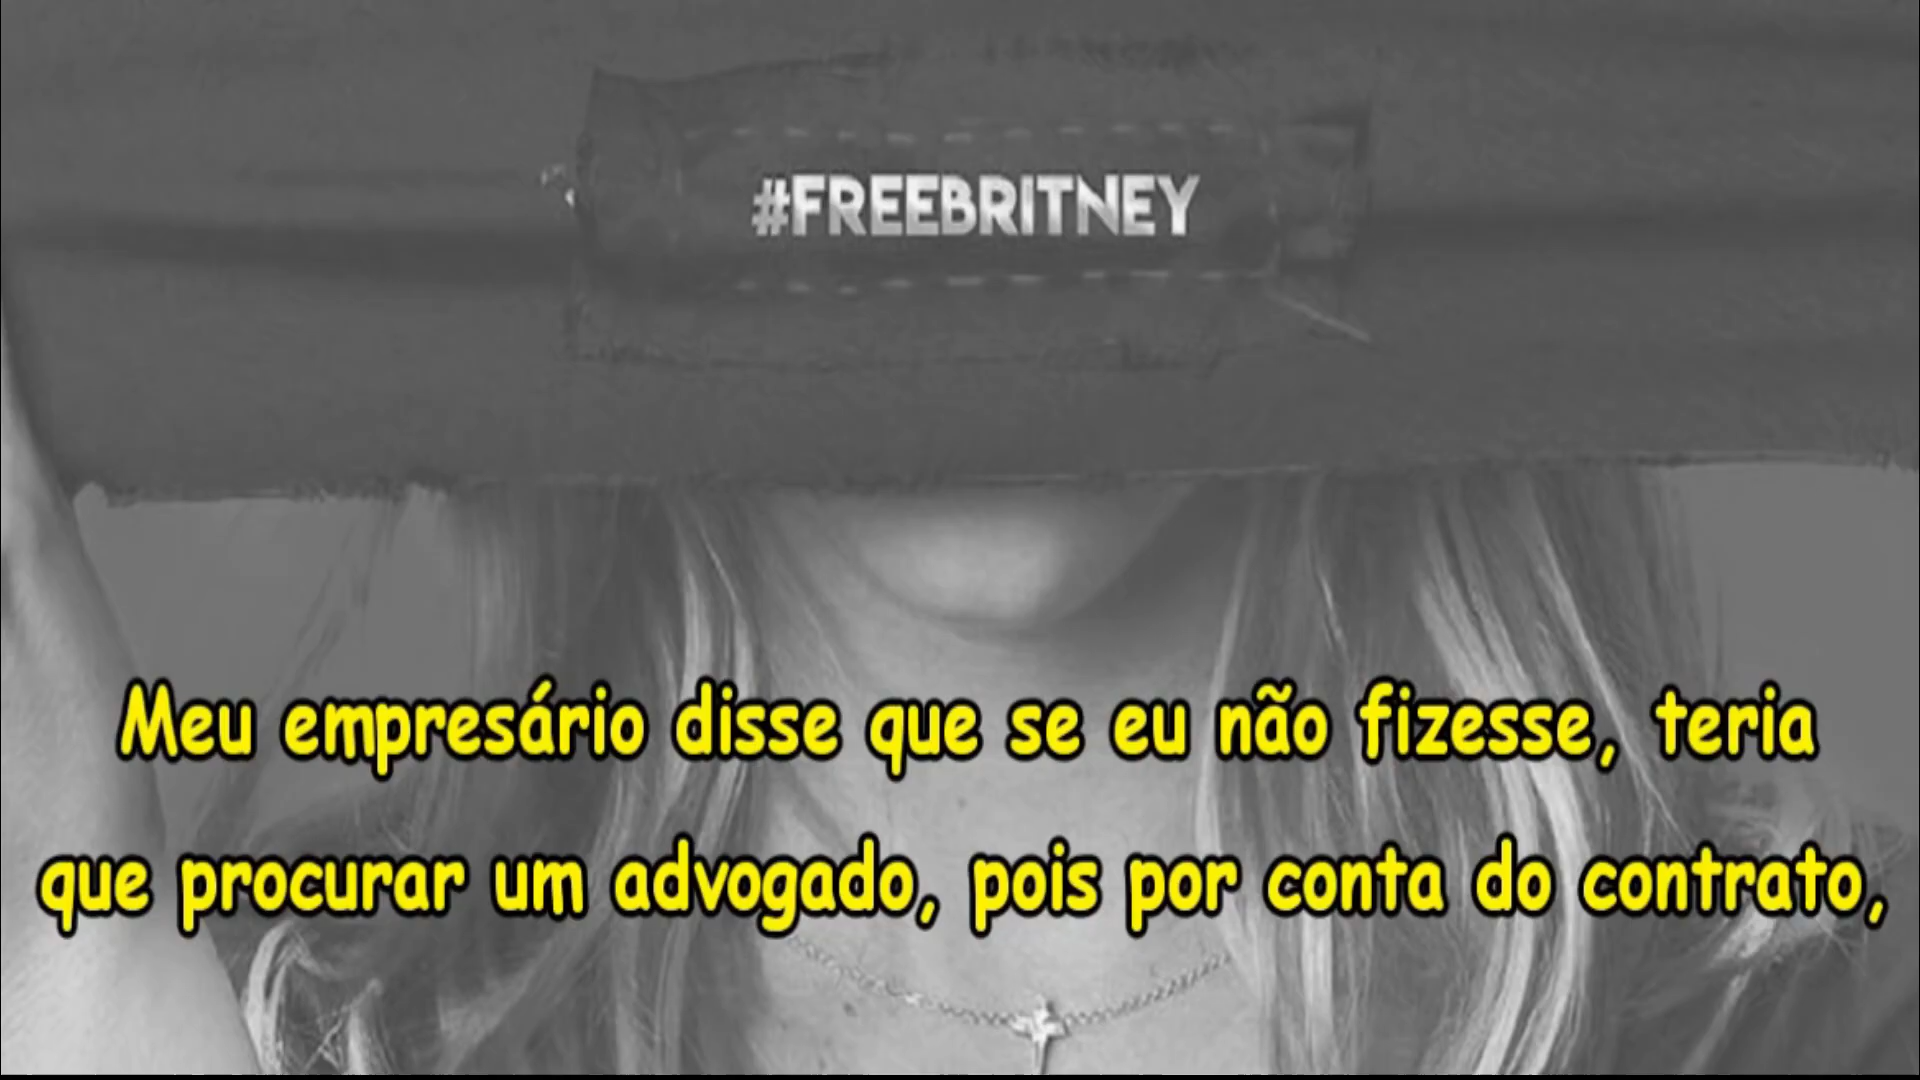 #FREEBRITNEY
Meu empresário disse que se eu não fizesse, teria
que procurar um advogado, pois por conta do contrato,